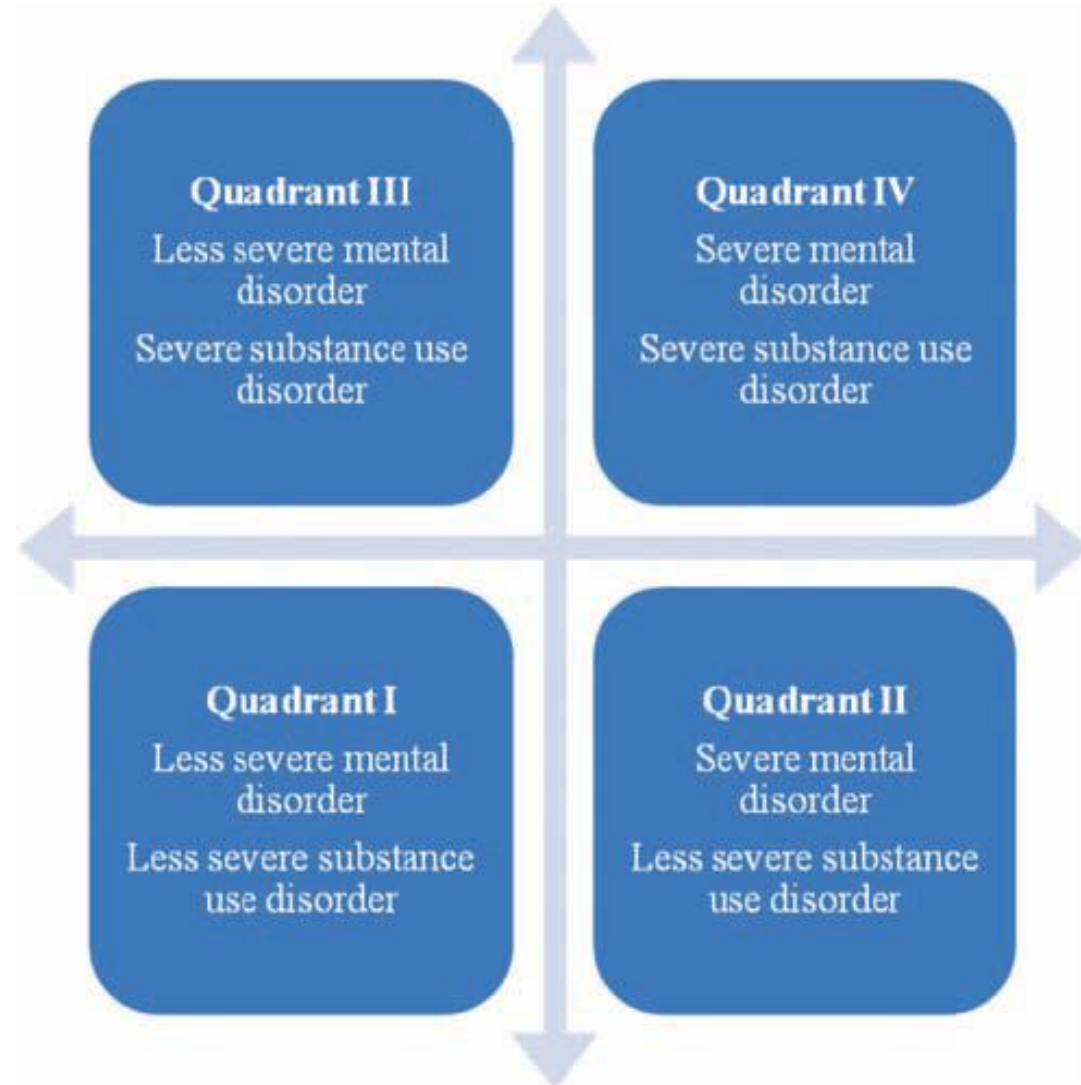 Quadrant III
Less severe mental
disorder
Severe substance use
disorder
Quadrant IV
Severe mental
disorder
Severe substance use
disorder
Quadrant I
Less severe mental
disorder
Less severe substance
use disorder
Quadrant II
Severe mental
disorder
Less severe substance
use disorder